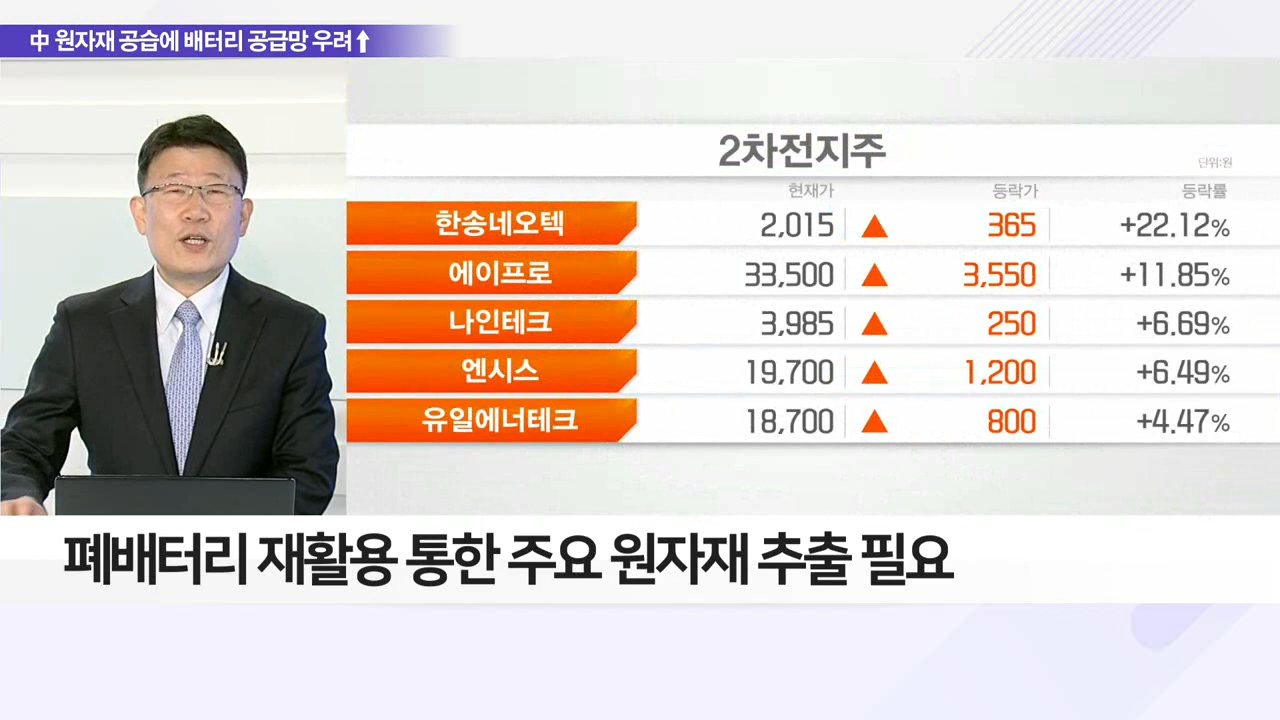 中 원자재 공습에 배터리 공급망 우려⬆
2차전지주
단위:원
현재가 등락가 등락률
한송네오텍 2,015 ▲ 365 +22.12%
에이프로 33,500 ▲ 3,550 +11.85%
나인테크 3,985 ▲ 250 +6.69%
엔시스 19,700 ▲ 1,200 +6.49%
유일에너테크 18,700 ▲ 800 +4.47%
폐배터리 재활용 통한 주요 원자재 추출 필요